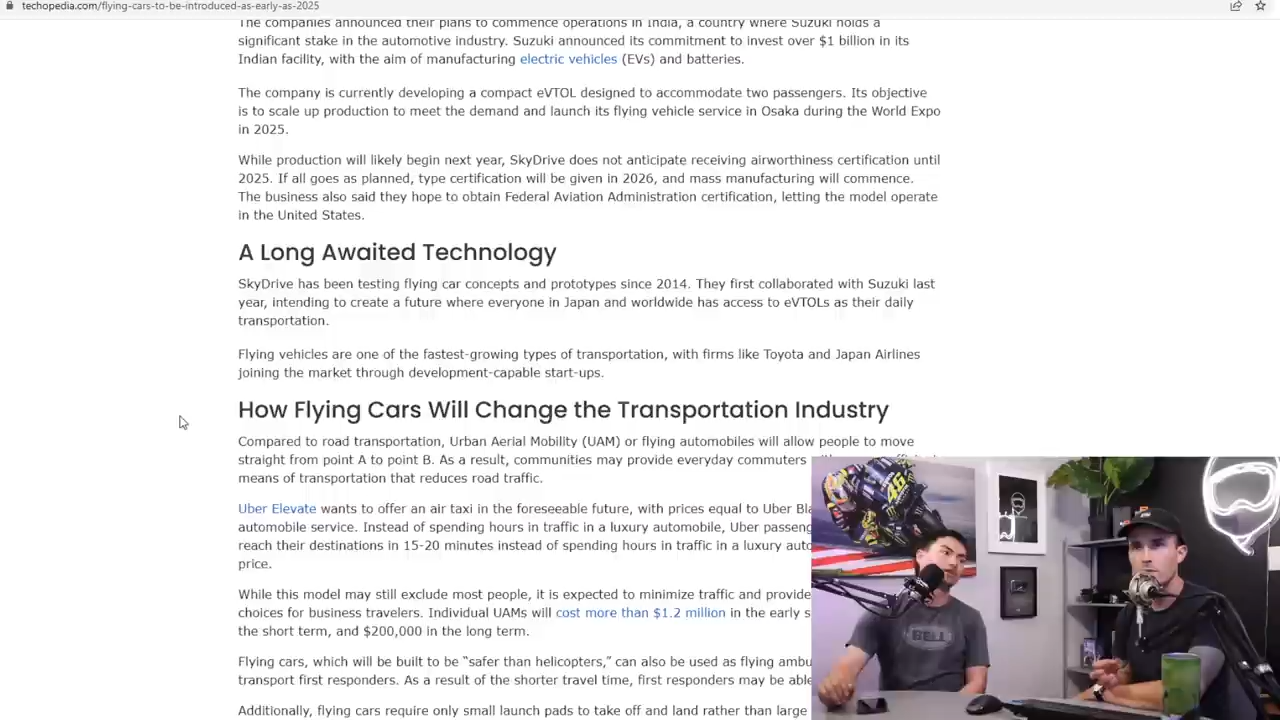 techopedia.com/flying-cars-to-be-introduced-as-early-as-2025
The companies announced their plans to commence operations in India, a country where Suzuki holds a
significant stake in the automotive industry. Suzuki announced its commitment to invest over $1 billion in its
Indian facility, with the aim of manufacturing electric vehicles (EVs) and batteries.
The company is currently developing a compact eVTOL designed to accommodate two passengers. Its objective
is to scale up production to meet the demand and launch its flying vehicle service in Osaka during the World Expo
in 2025.
While production will likely begin next year, SkyDrive does not anticipate receiving airworthiness certification until
2025. If all goes as planned, type certification will be given in 2026, and mass manufacturing will commence.
The business also said they hope to obtain Federal Aviation Administration certification, letting the model operate
in the United States.
A Long Awaited Technology
SkyDrive has been testing flying car concepts and prototypes since 2014. They first collaborated with Suzuki last
year, intending to create a future where everyone in Japan and worldwide has access to eVTOLs as their daily
transportation.
Flying vehicles are one of the fastest-growing types of transportation, with firms like Toyota and Japan Airlines
joining the market through development-capable start-ups.
How Flying Cars Will Change the Transportation Industry
Compared to road transportation, Urban Aerial Mobility (UAM) or flying automobiles will allow people to move
straight from point A to point B. As a result, communities may provide everyday commuters
means of transportation that reduces road traffic.
Uber Elevate wants to offer an air taxi in the foreseeable future, with prices equal to Uber
automobile service. Instead of spending hours in traffic in a luxury automobile, Uber
reach their destinations in 15-20 minutes instead of spending hours in traffic in a luxury
price.
While this model may still exclude most people, it is expected to minimize traffic and provide
choices for business travelers. Individual UAMs will cost more than $1.2 million in the early
the short term, and $200,000 in the long term.
Flying cars, which will be built to be “safer than helicopters,” can also be used as flying
transport first responders. As a result of the shorter travel time, first responders may be
Additionally, flying cars require only small launch pads to take off and land rather than large
46
BELL